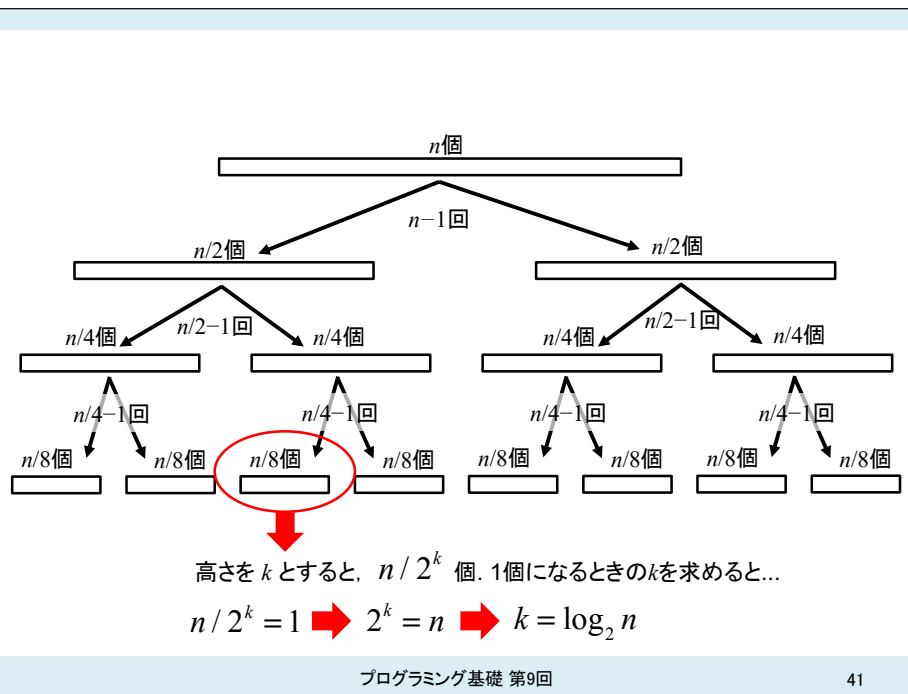 n個
n−1回
n/2個 n/2個
n/2−1回 n/2−1回
n/4個 n/4個 n/4個 n/4個
n/4−1回 n/4−1回 n/4−1回 n/4−1回
n/8個 n/8個 n/8個 n/8個 n/8個 n/8個 n/8個 n/8個
高さを k とすると, n / 2^k 個. 1個になるときのkを求めると...
n / 2^k = 1 2^k = n k = log₂ n
プログラミング基礎 第9回 41